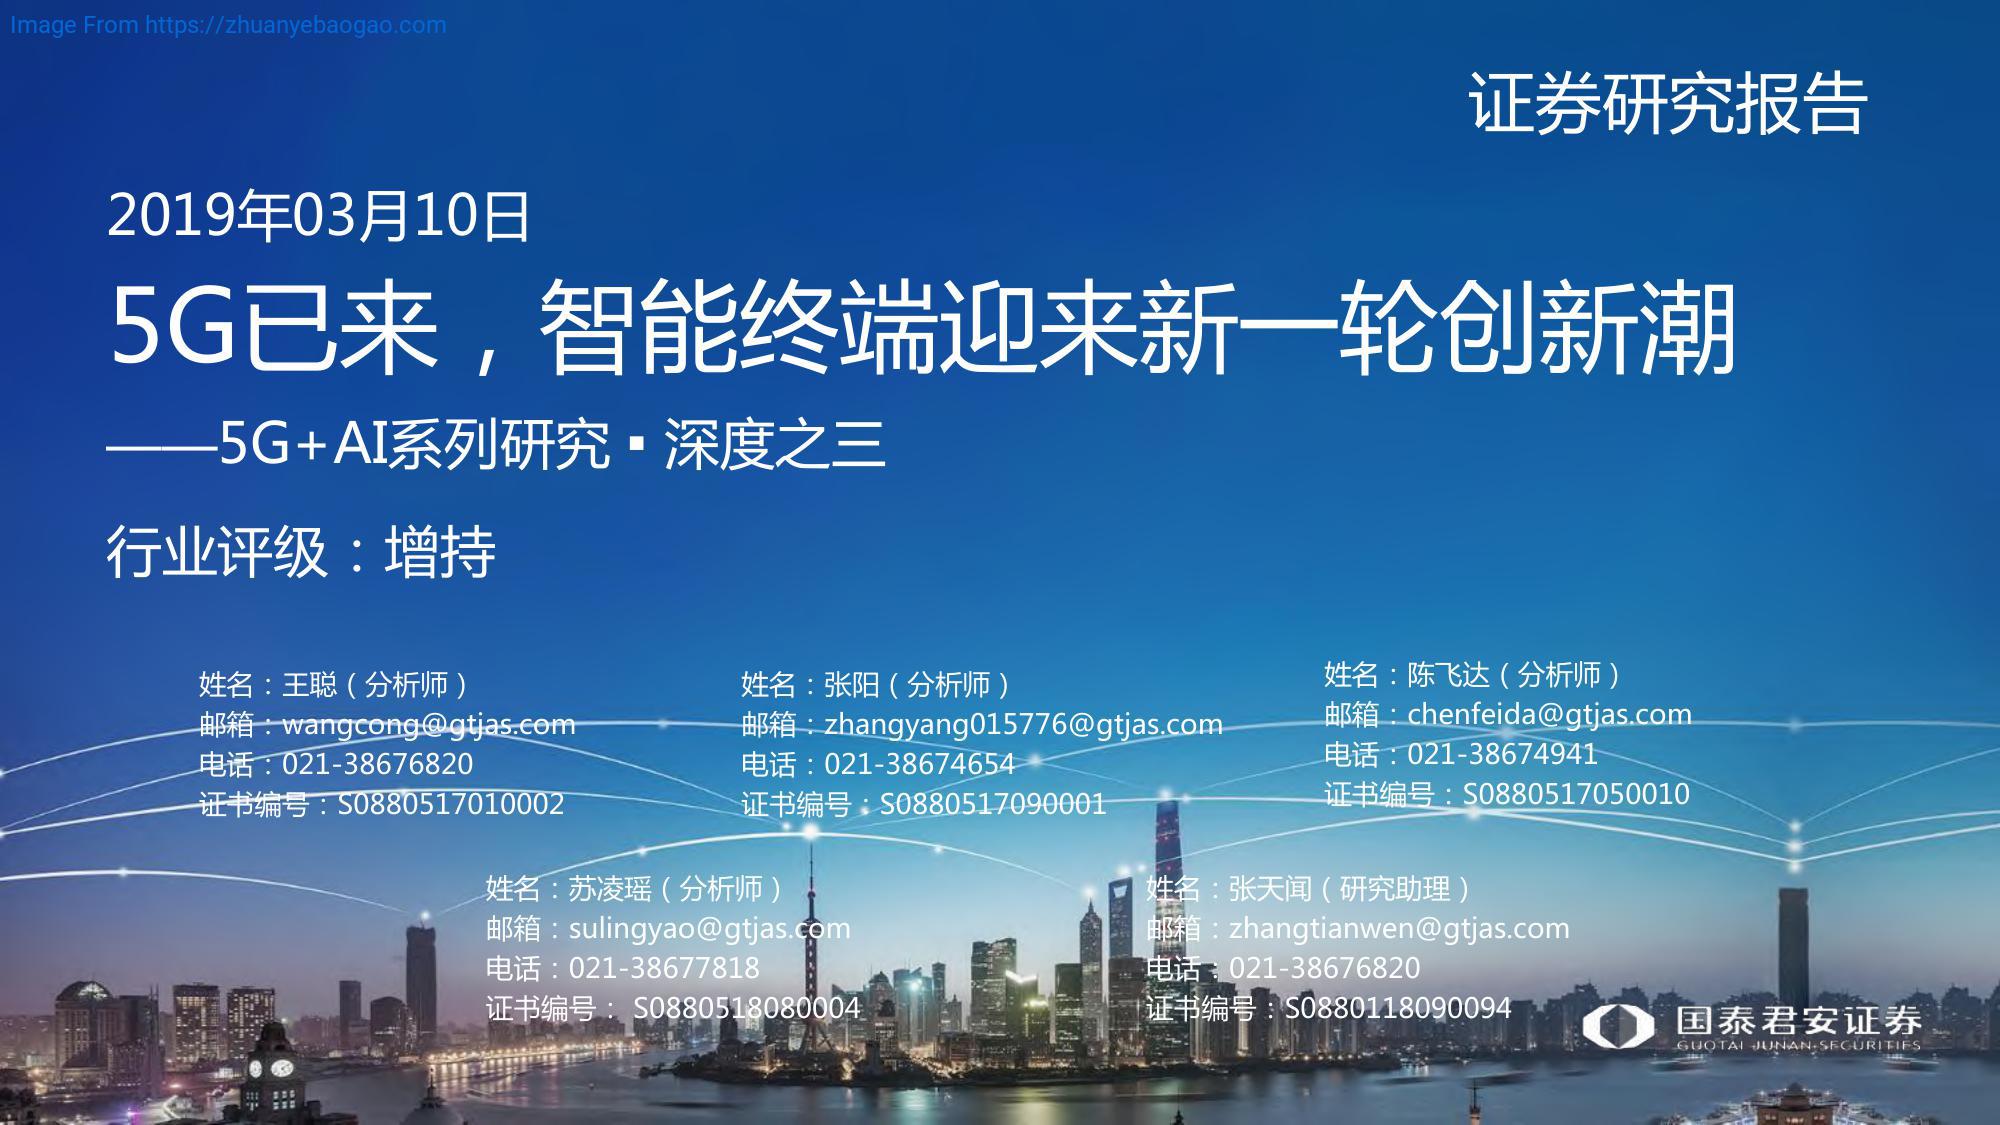 Image From https://zhuanyebaogao.com
证券研究报告
2019年03月10日
5G已来，智能终端迎来新一轮创新潮
——5G+AI系列研究▪深度之三
行业评级：增持
姓名：王聪（分析师）
邮箱：wangcong@gtjas.com
电话：021-38676820
证书编号：S0880517010002
姓名：张阳（分析师）
邮箱：zhangyang015776@gtjas.com
电话：021-38674654
证书编号：S0880517090001
姓名：陈飞达（分析师）
邮箱：chenfeida@gtjas.com
电话：021-38674941
证书编号：S0880517050010
姓名：苏凌瑶（分析师）
邮箱：sulingyao@gtjas.com
电话：021-38677818
证书编号： S0880518080004
姓名：张天闻（研究助理）
邮箱：zhangtianwen@gtjas.com
电话：021-38676820
证书编号：S0880118090094
国泰君安证券
GUOTAI JUNAN SECURITIES